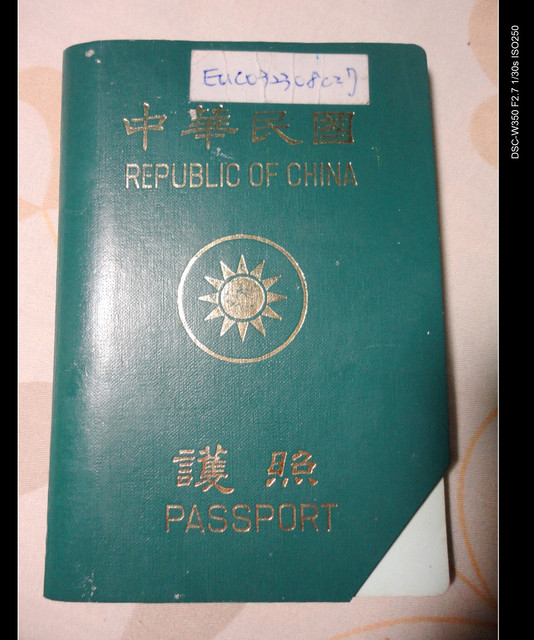 中華民國
REPUBLIC OF CHINA
護照
PASSPORT
DSC-W350 F2.7 1/30s ISO250